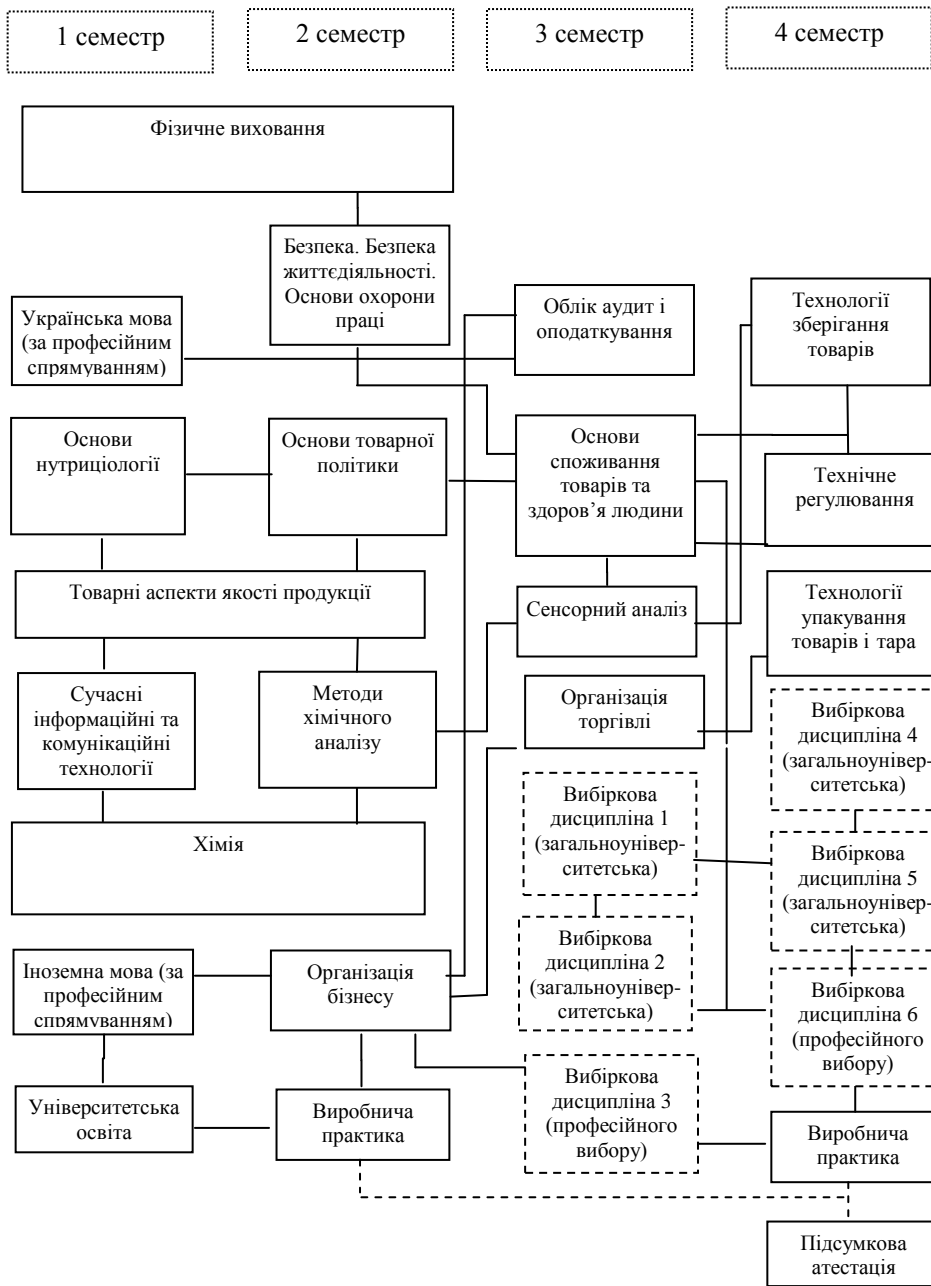 1 семестр
2 семестр
3 семестр
4 семестр
Фізичне виховання
Безпека. Безпека
життєдіяльності.
Основи охорони
праці
Українська мова
(за професійним
спрямуванням)
Облік аудит і
оподаткування
Технології
зберігання
товарів
Основи
нутриціології
Основи товарної
політики
Основи
споживання
товарів та
здоров’я людини
Технічне
регулювання
Товарні аспекти якості продукції
Сенсорний аналіз
Технології
упакування
товарів і тара
Сучасні
інформаційні та
комунікаційні
технології
Методи
хімічного
аналізу
Організація
торгівлі
Вибіркова
дисципліна 4
(загальноунівер-
ситетська)
Хімія
Вибіркова
дисципліна 1
(загальноунівер-
ситетська)
Вибіркова
дисципліна 5
(загальноунівер-
ситетська)
Іноземна мова (за
професійним
спрямуванням)
Організація
бізнесу
Вибіркова
дисципліна 2
(загальноунівер-
ситетська)
Вибіркова
дисципліна 6
(професійного
вибору)
Університетська
освіта
Виробнича
практика
Вибіркова
дисципліна 3
(професійного
вибору)
Виробнича
практика
Підсумкова
атестація